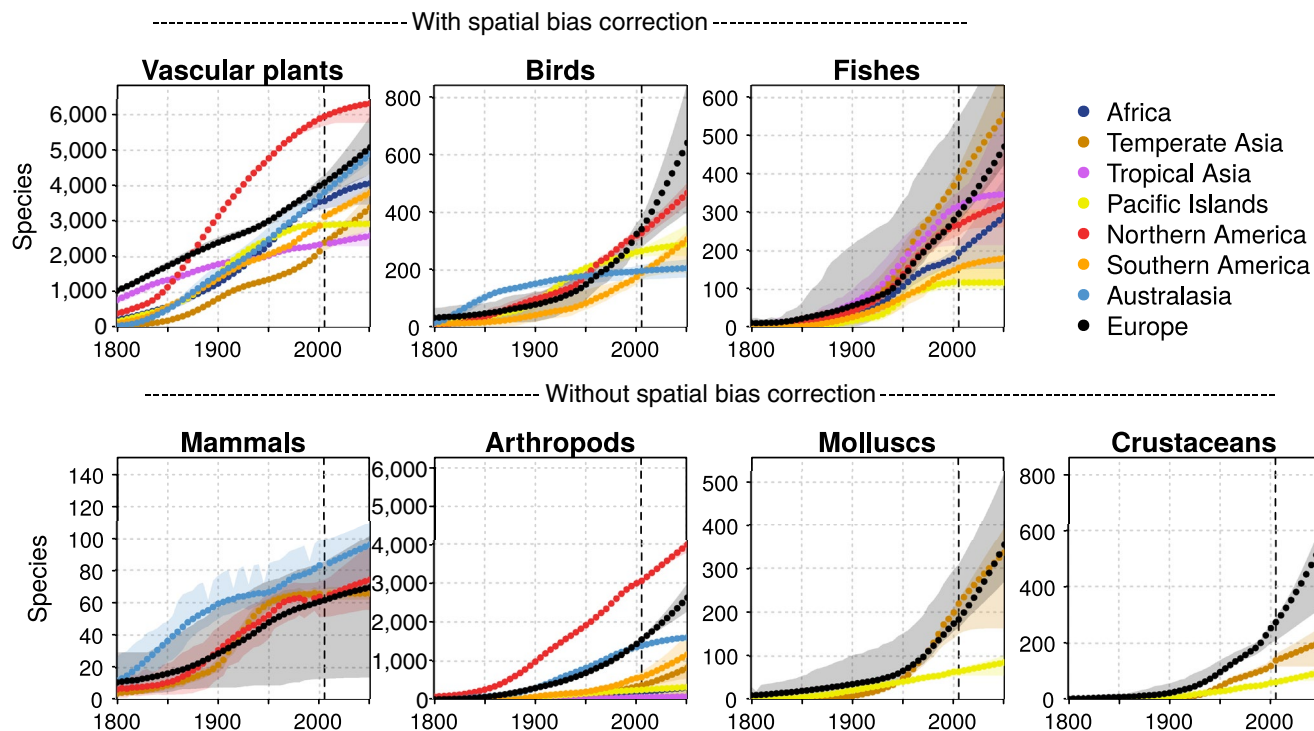 With spatial bias correction
Vascular plants Birds Fishes
Species
6,000
5,000
4,000
3,000
2,000
1,000
0
1800 1900 2000
800
600
400
200
0
1800 1900 2000
600
500
400
300
200
100
0
1800 1900 2000
Africa
Temperate Asia
Tropical Asia
Pacific Islands
Northern America
Southern America
Australasia
Europe
Without spatial bias correction
Mammals Arthropods Molluscs Crustaceans
Species
140
120
100
80
60
40
20
0
1800 1900 2000
6,000
5,000
4,000
3,000
2,000
1,000
0
1800 1900 2000
500
400
300
200
100
0
1800 1900 2000
800
600
400
200
0
1800 1900 2000